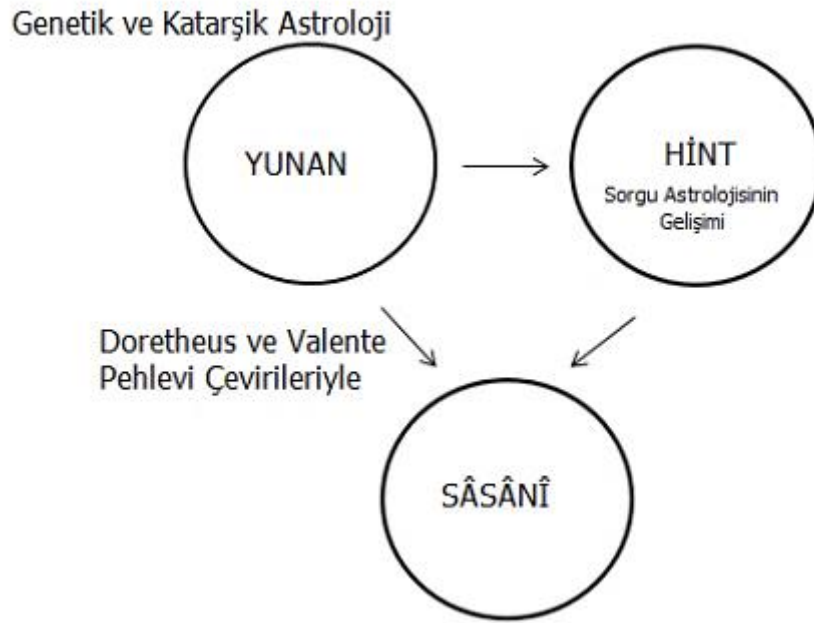 Genetik ve Katarşik Astroloji
YUNAN
HİNT
Sorgu Astrolojisinin
Gelişimi
Doretheus ve Valente
Pehlevi Çevirileriyle
SÂSÂNÎ